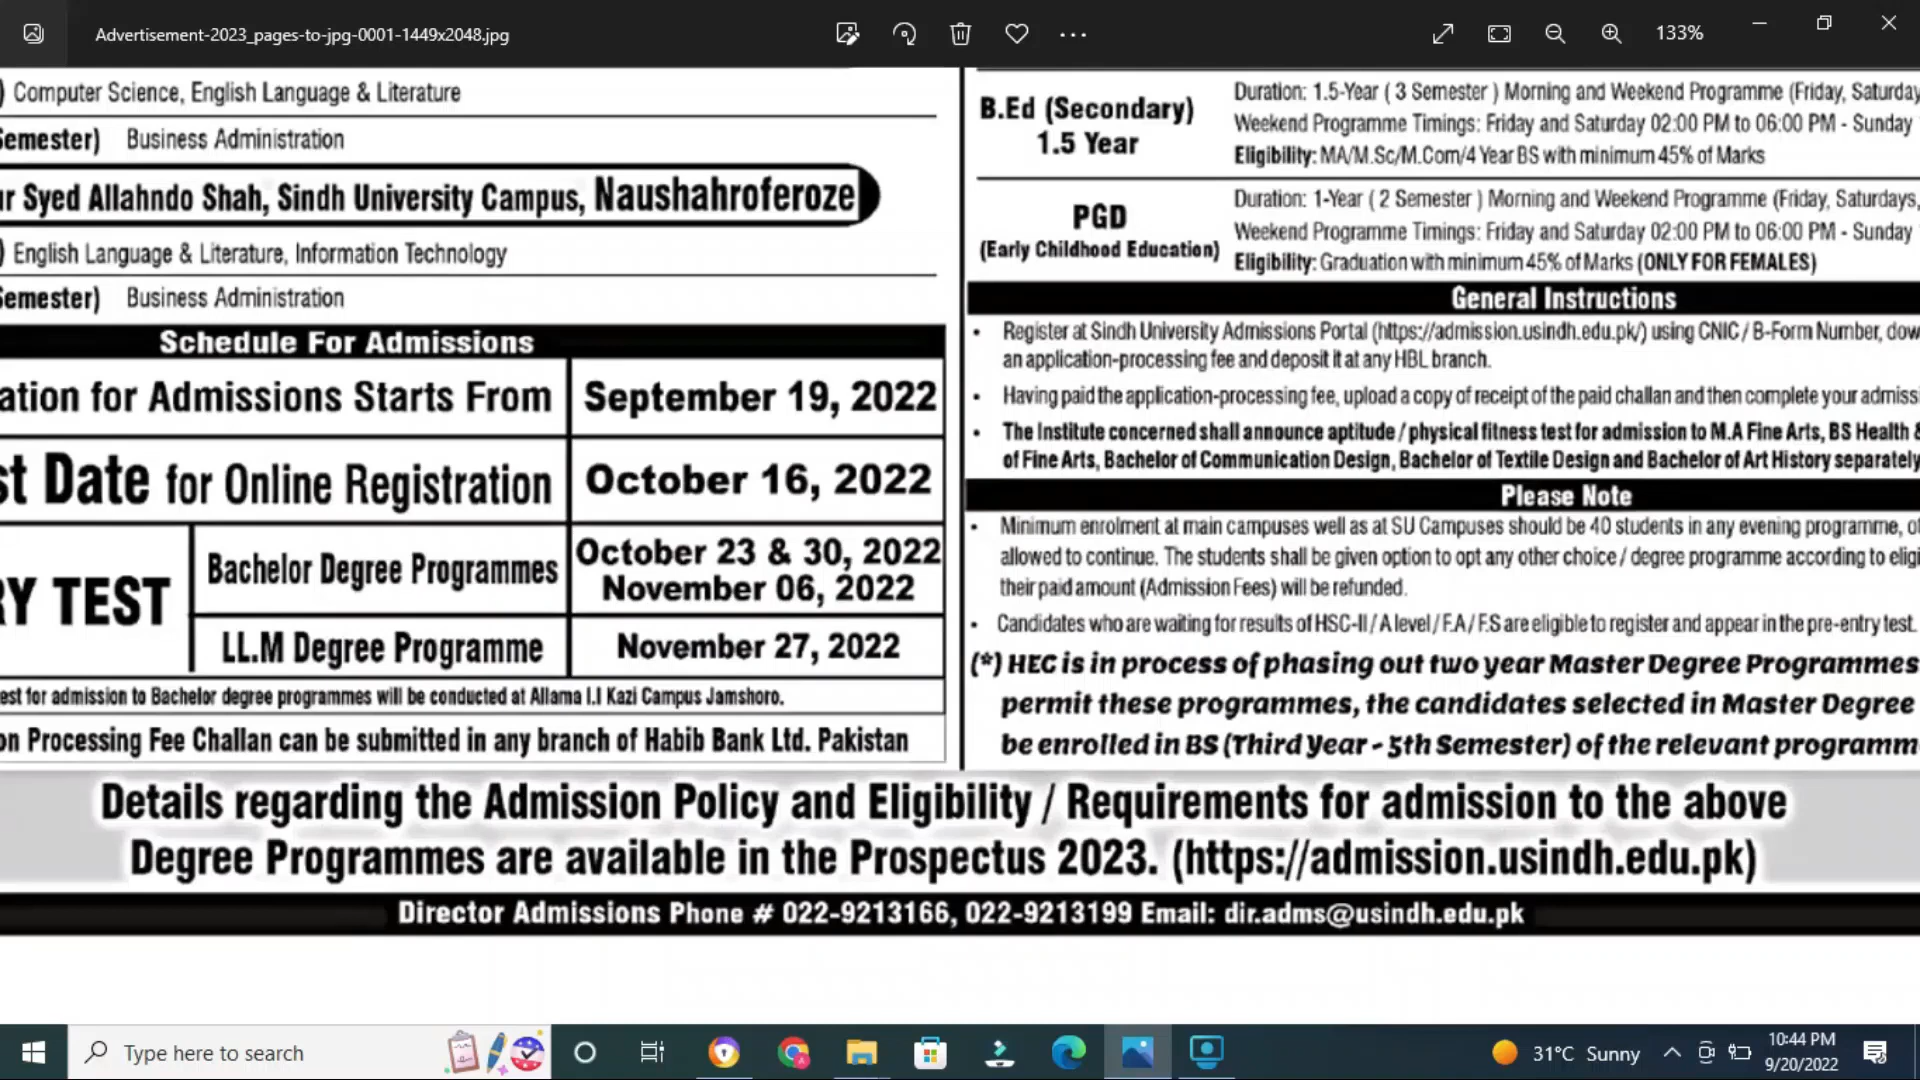 Advertisement-2023_pages-to-jpg-0001-1449x2048.jpg
133%
) Computer Science, English Language & Literature
Semester) Business Administration
Syed Allahndo Shah, Sindh University Campus, Naushahroferoze
) English Language & Literature, Information Technology
Semester) Business Administration
Schedule For Admissions
for Admissions Starts From September 19, 2022
Date for Online Registration October 16, 2022
TEST
Bachelor Degree Programmes October 23 & 30, 2022
November 06, 2022
LL.M Degree Programme November 27, 2022
for admission to Bachelor degree programmes will be conducted at Allama I.I Kazi Campus Jamshoro.
Processing Fee Challan can be submitted in any branch of Habib Bank Ltd. Pakistan
B.Ed (Secondary)
1.5 Year
Duration: 1.5-Year ( 3 Semester ) Morning and Weekend Programme (Friday, Saturday
Weekend Programme Timings: Friday and Saturday 02:00 PM to 06:00 PM - Sunday
Eligibility: MA/M.Sc/M.Com/4 Year BS with minimum 45% of Marks
PGD
(Early Childhood Education)
Duration: 1-Year ( 2 Semester ) Morning and Weekend Programme (Friday, Saturdays,
Weekend Programme Timings: Friday and Saturday 02:00 PM to 06:00 PM - Sunday
Eligibility: Graduation with minimum 45% of Marks (ONLY FOR FEMALES)
General Instructions
• Register at Sindh University Admissions Portal (https://admission.usindh.edu.pk/) using CNIC / B-Form Number,
an application-processing fee and deposit it at any HBL branch.
• Having paid the application-processing fee, upload a copy of receipt of the paid challan and then complete your
• The Institute concerned shall announce aptitude / physical fitness test for admission to M.A Fine Arts, BS Health &
of Fine Arts, Bachelor of Communication Design, Bachelor of Textile Design and Bachelor of Art History separately
Please Note
• Minimum enrolment at main campuses well as at SU Campuses should be 40 students in any evening programme,
allowed to continue. The students shall be given option to opt any other choice / degree programme according to
their paid amount (Admission Fees) will be refunded.
• Candidates who are waiting for results of HSC-II / A level / F.A / F.S are eligible to register and appear in the pre-entry test.
(*) HEC is in process of phasing out two year Master Degree Programmes
permit these programmes, the candidates selected in Master Degree
be enrolled in BS (Third Year - 5th Semester) of the relevant
Details regarding the Admission Policy and Eligibility / Requirements for admission to the above
Degree Programmes are available in the Prospectus 2023. (https://admission.usindh.edu.pk)
Director Admissions Phone # 022-9213166, 022-9213199 Email: dir.adms@usindh.edu.pk
Type here to search
31°C Sunny
10:44 PM
9/20/2022